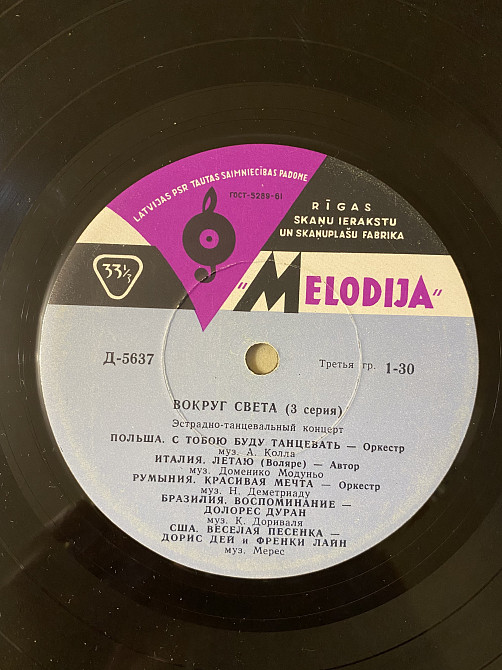 LATVIJAS PSR TAUTAS SAIMNIECĪBAS PADOME
ГОСТ-5289-61
RĪGAS
SKAŅU IERAKSTU
UN SKAŅUPLAŠU FABRIKA
33⅓
"MELODIJA"
Д-5637
Третья гр. 1-30
ВОКРУГ СВЕТА (3 серия)
Эстрадно-танцевальный концерт
ПОЛЬША. С ТОБОЮ БУДУ ТАНЦЕВАТЬ — Оркестр
муз. А. Колла
ИТАЛИЯ. ЛЕТАЮ (Воляре) — Автор
муз. Доменико Модуньо
РУМЫНИЯ. КРАСИВАЯ МЕЧТА — Оркестр
муз. Н. Деметриаду
БРАЗИЛИЯ. ВОСПОМИНАНИЕ —
ДОЛОРЕС ДУРАН
муз. К. Дориваля
США. ВЕСЕЛАЯ ПЕСЕНКА —
ДОРИС ДЕЙ и ФРЕНКИ ЛАЙН
муз. Мерес